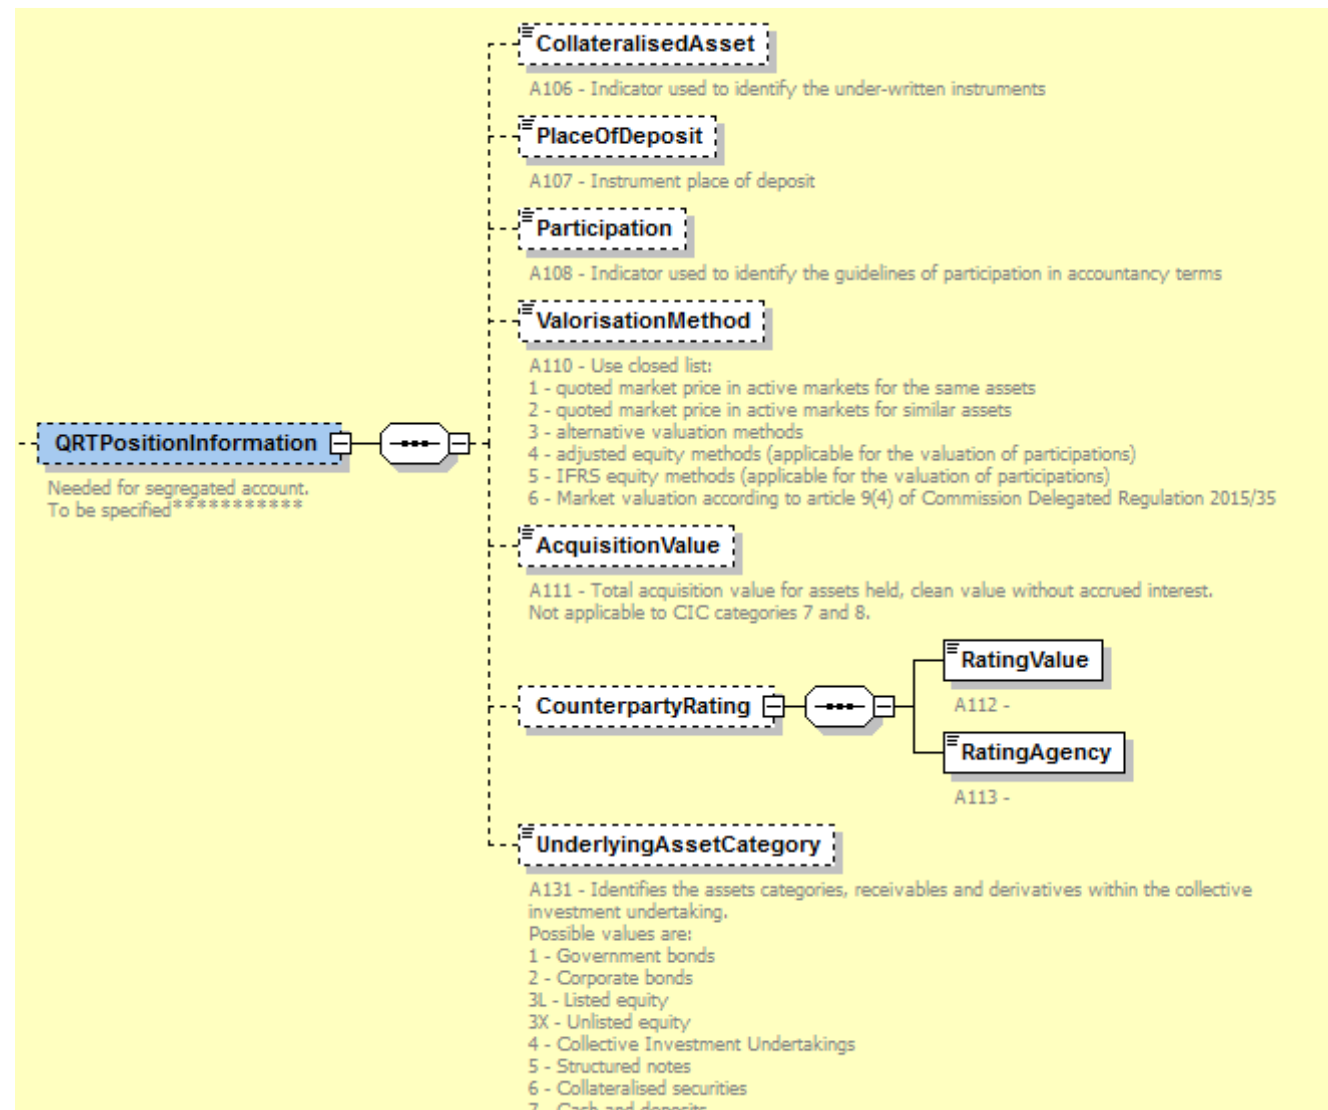 CollateralisedAsset
A106 - Indicator used to identify the under-written instruments
PlaceOfDeposit
A107 - Instrument place of deposit
Participation
A108 - Indicator used to identify the guidelines of participation in accountancy terms
ValorisationMethod
A110 - Use closed list:
1 - quoted market price in active markets for the same assets
2 - quoted market price in active markets for similar assets
3 - alternative valuation methods
4 - adjusted equity methods (applicable for the valuation of participations)
5 - IFRS equity methods (applicable for the valuation of participations)
6 - Market valuation according to article 9(4) of Commission Delegated Regulation 2015/35
QRTPositionInformation
Needed for segregated account.
To be specified************
AcquisitionValue
A111 - Total acquisition value for assets held, clean value without accrued interest.
Not applicable to CIC categories 7 and 8.
CounterpartyRating
RatingValue
A112 -
RatingAgency
A113 -
UnderlyingAssetCategory
A131 - Identifies the assets categories, receivables and derivatives within the collective
investment undertaking.
Possible values are:
1 - Government bonds
2 - Corporate bonds
3L - Listed equity
3X - Unlisted equity
4 - Collective Investment Undertakings
5 - Structured notes
6 - Collateralised securities
7 - Cash and deposits